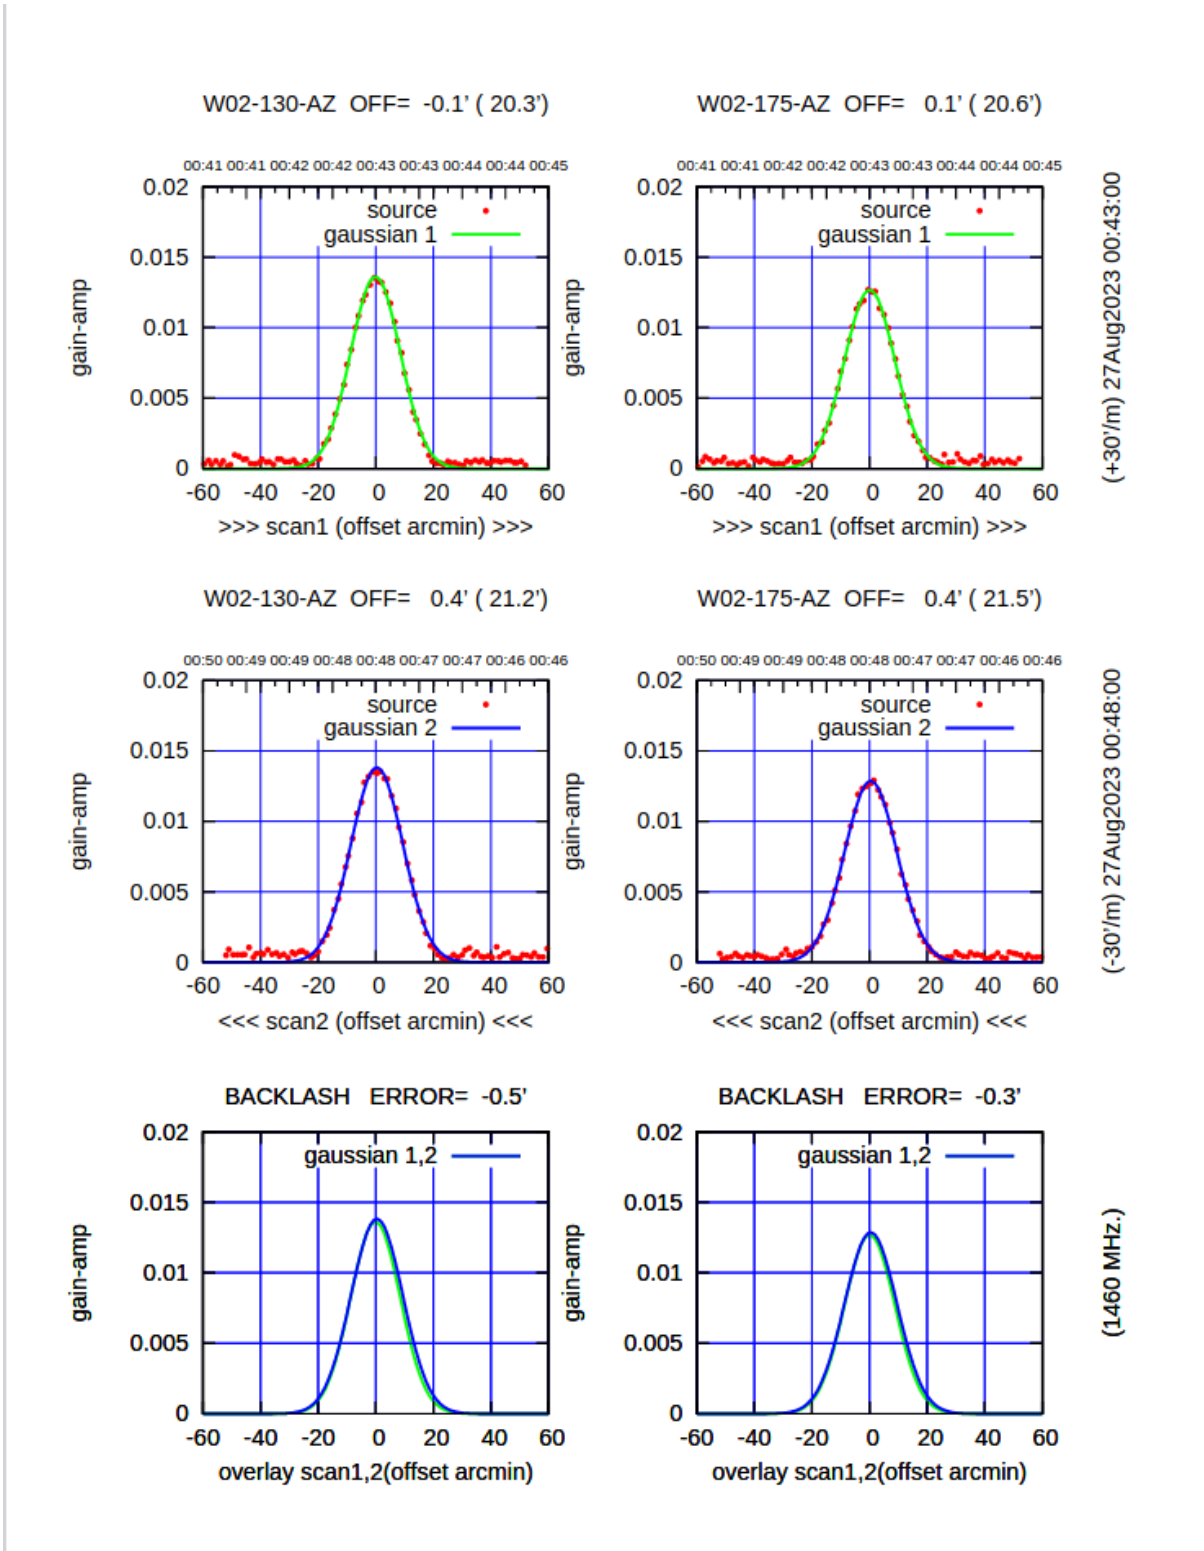 W02-130-AZ OFF= -0.1' ( 20.3')
00:41 00:41 00:42 00:42 00:43 00:43 00:44 00:44 00:45
0.02
0.015
0.01
0.005
0
gain-amp
source
gaussian 1
-60 -40 -20 0 20 40 60
>>> scan1 (offset arcmin) >>>
W02-175-AZ OFF= 0.1' ( 20.6')
00:41 00:41 00:42 00:42 00:43 00:43 00:44 00:44 00:45
0.02
0.015
0.01
0.005
0
gain-amp
source
gaussian 1
-60 -40 -20 0 20 40 60
>>> scan1 (offset arcmin) >>>
(+30'/m) 27Aug2023 00:43:00
W02-130-AZ OFF= 0.4' ( 21.2')
00:50 00:49 00:49 00:48 00:48 00:47 00:47 00:46 00:46
0.02
0.015
0.01
0.005
0
gain-amp
source
gaussian 2
-60 -40 -20 0 20 40 60
<<< scan2 (offset arcmin) <<<
W02-175-AZ OFF= 0.4' ( 21.5')
00:50 00:49 00:49 00:48 00:48 00:47 00:47 00:46 00:46
0.02
0.015
0.01
0.005
0
gain-amp
source
gaussian 2
-60 -40 -20 0 20 40 60
<<< scan2 (offset arcmin) <<<
(-30'/m) 27Aug2023 00:48:00
BACKLASH ERROR= -0.5'
0.02
0.015
0.01
0.005
0
gain-amp
gaussian 1,2
-60 -40 -20 0 20 40 60
overlay scan1,2(offset arcmin)
BACKLASH ERROR= -0.3'
0.02
0.015
0.01
0.005
0
gain-amp
gaussian 1,2
-60 -40 -20 0 20 40 60
overlay scan1,2(offset arcmin)
(1460 MHz.)